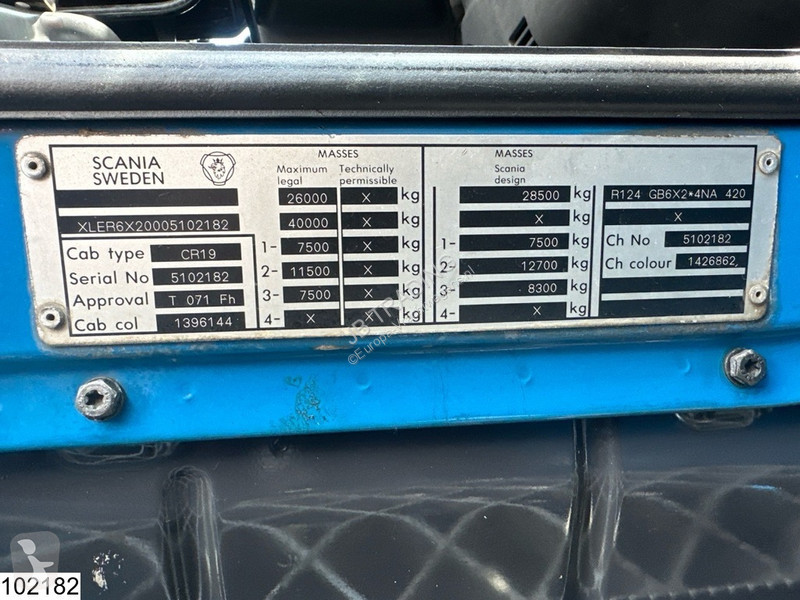 SCANIA
SWEDEN
XLER6X20005102182
Cab type CR19
Serial No 5102182
Approval T 071 Fh
Cab col 1396144
MASSES
Maximum legal Technically permissible
26000 X kg
40000 X kg
1- 7500 X kg
2- 11500 X kg
3- 7500 X kg
4- X X kg
MASSES
Scania
design
28500 kg
X kg
1- 7500 kg
2- 12700 kg
3- 8300 kg
4- X kg
R124 GB6X2*4NA 420
X
Ch No 5102182
Ch colour 1426862,
JB-TRADING
102182